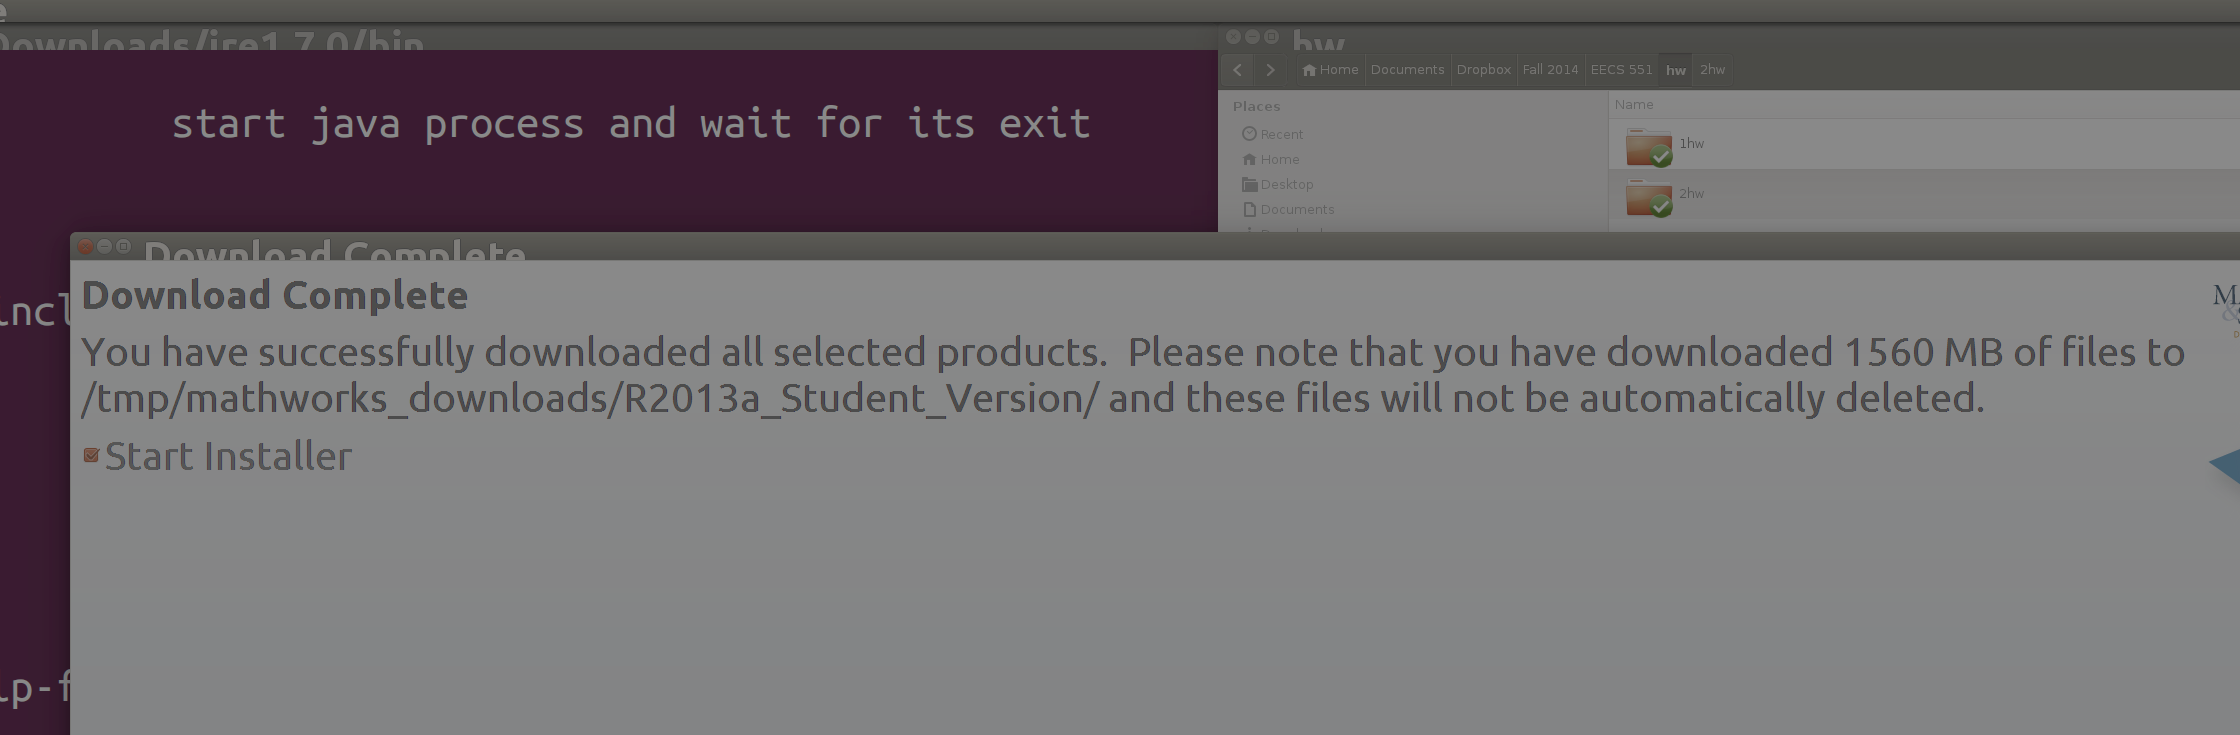 Downloads/jre1.7.0/bin
start java process and wait for its exit
hw
Home Documents Dropbox Fall 2014 EECS 551 hw 2hw
Places
Recent
Home
Desktop
Documents
Name
1hw
2hw
Download Complete
Download Complete
You have successfully downloaded all selected products.  Please note that you have downloaded 1560 MB of files to
/tmp/mathworks_downloads/R2013a_Student_Version/ and these files will not be automatically deleted.
Start Installer
incl
lp-f